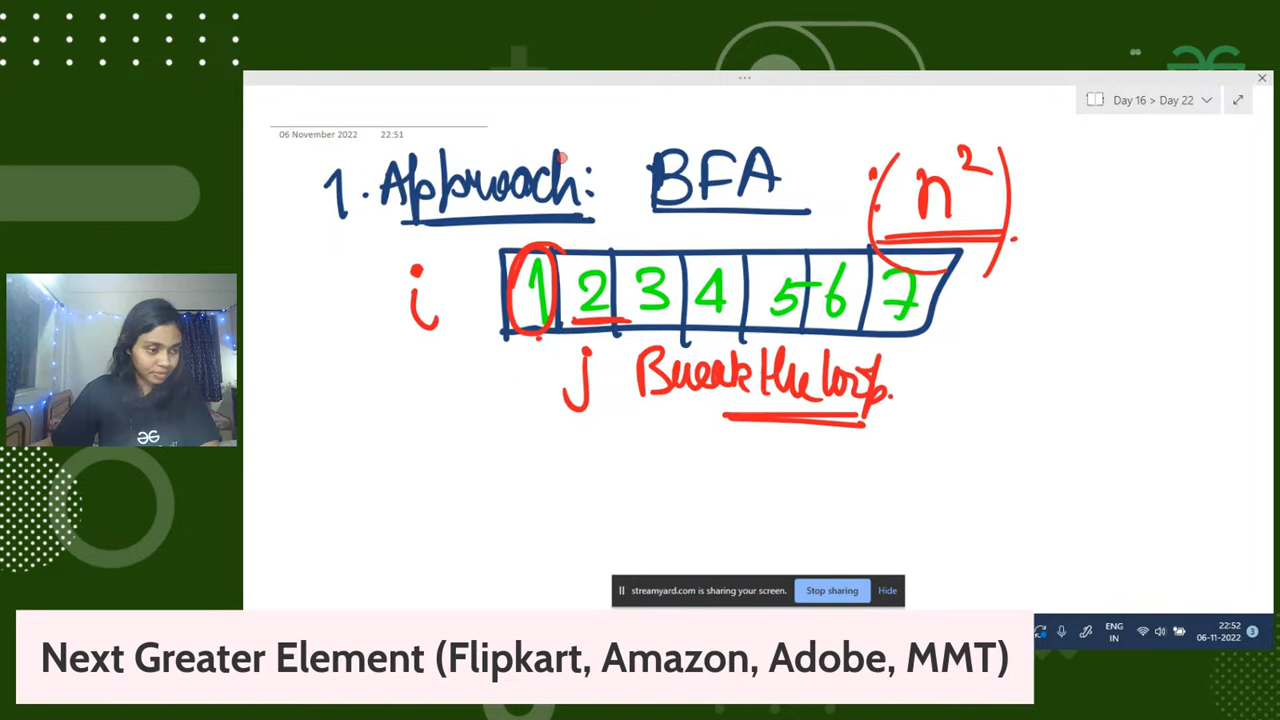 Day 16 > Day 22
06 November 2022 22:51
1. Approach: BFA (n²)
i
1 2 3 4 5 6 7
j Break the loop.
streamyard.com is sharing your screen. Stop sharing Hide
ENG
IN
22:52
06-11-2022
3
Next Greater Element (Flipkart, Amazon, Adobe, MMT)